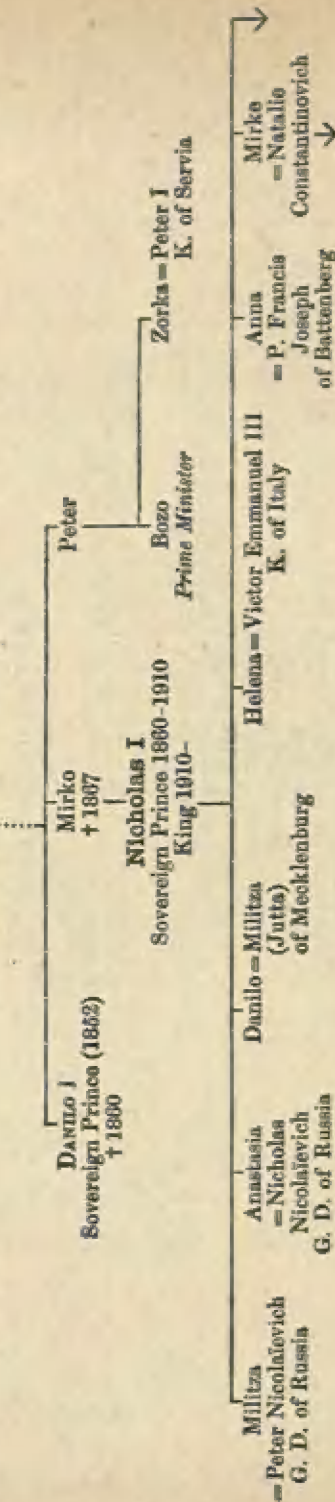 DANILO I
Sovereign Prince (1852)
† 1860
Mirko
† 1867
Peter
Nicholas I
Sovereign Prince 1860-1910
King 1910-
Bozo
Prime Minister
Zorka=Peter I
K. of Servia
Militza
=Peter Nicolaïevich
G. D. of Russia
Anastasia
=Nicholas
Nicolaïevich
G. D. of Russia
Danilo=Militza
(Jutta)
of Mecklenburg
Helena=Victor Emmanuel III
K. of Italy
Anna
= P. Francis
Joseph
of Battenberg
Mirko
=Natalie
Constantinovich